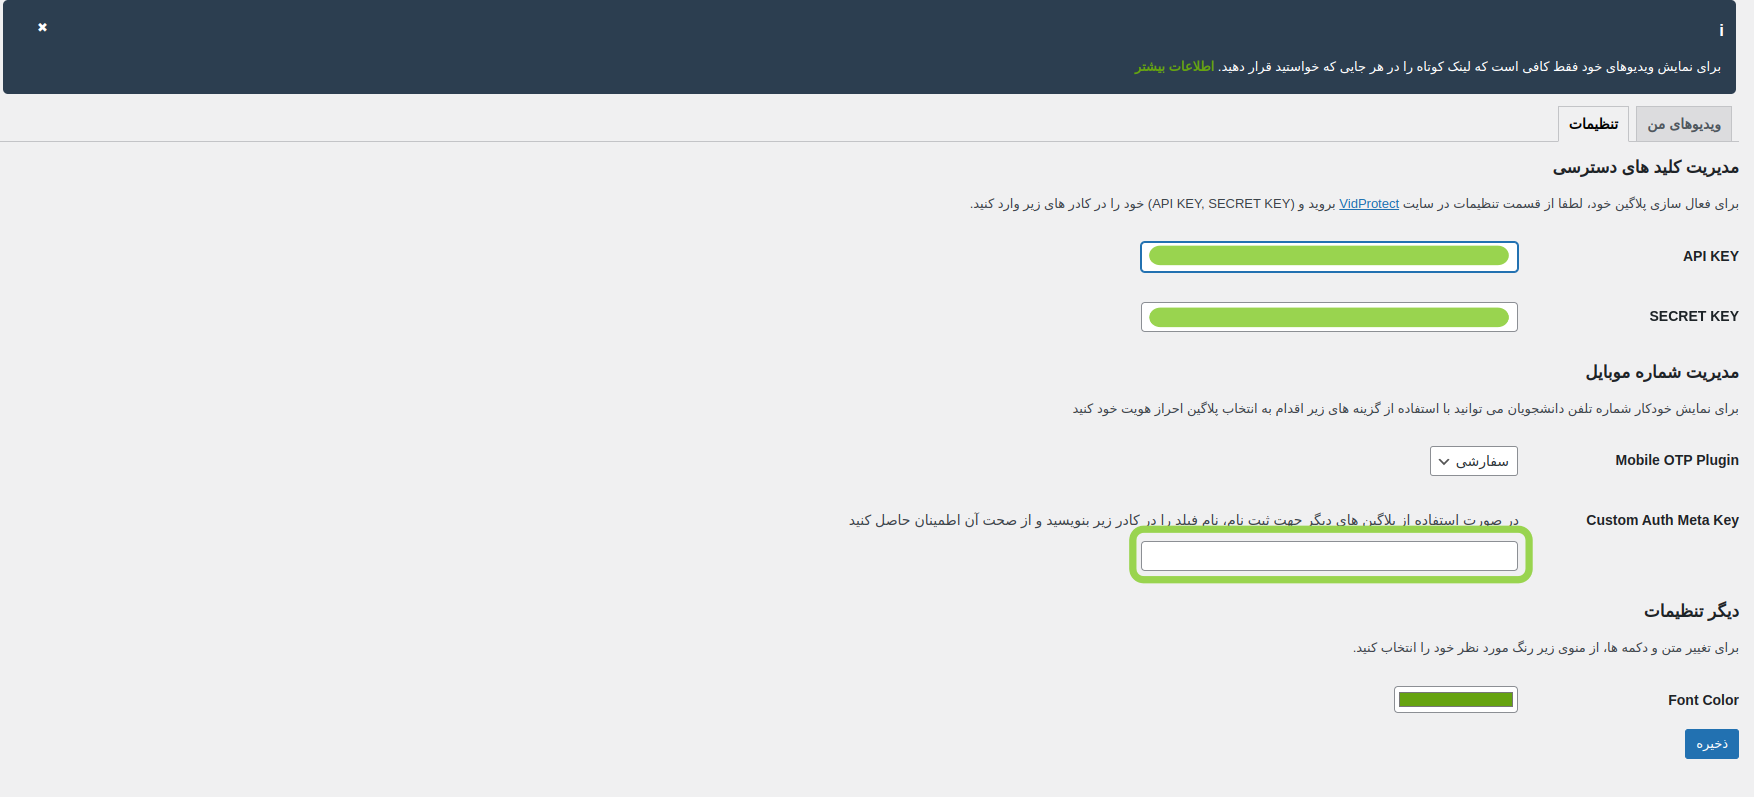 i
✖
برای نمایش ویدیوهای خود فقط کافی است که لینک کوتاه را در هر جایی که خواستید قرار دهید. اطلاعات بیشتر
ویدیوهای من
تنظیمات
مدیریت کلید های دسترسی
برای فعال سازی پلاگین خود، لطفا از قسمت تنظیمات در سایت VidProtect بروید و (API KEY, SECRET KEY) خود را در کادر های زیر وارد کنید.
API KEY
SECRET KEY
مدیریت شماره موبایل
برای نمایش خودکار شماره تلفن دانشجویان می توانید با استفاده از گزینه های زیر اقدام به انتخاب پلاگین احراز هویت خود کنید
Mobile OTP Plugin
سفارشی
Custom Auth Meta Key
در صورت استفاده از پلاگین های دیگر جهت ثبت نام، نام فیلد را در کادر زیر بنویسید و از صحت آن اطمینان حاصل کنید
دیگر تنظیمات
برای تغییر متن و دکمه ها، از منوی زیر رنگ مورد نظر خود را انتخاب کنید.
Font Color
ذخیره